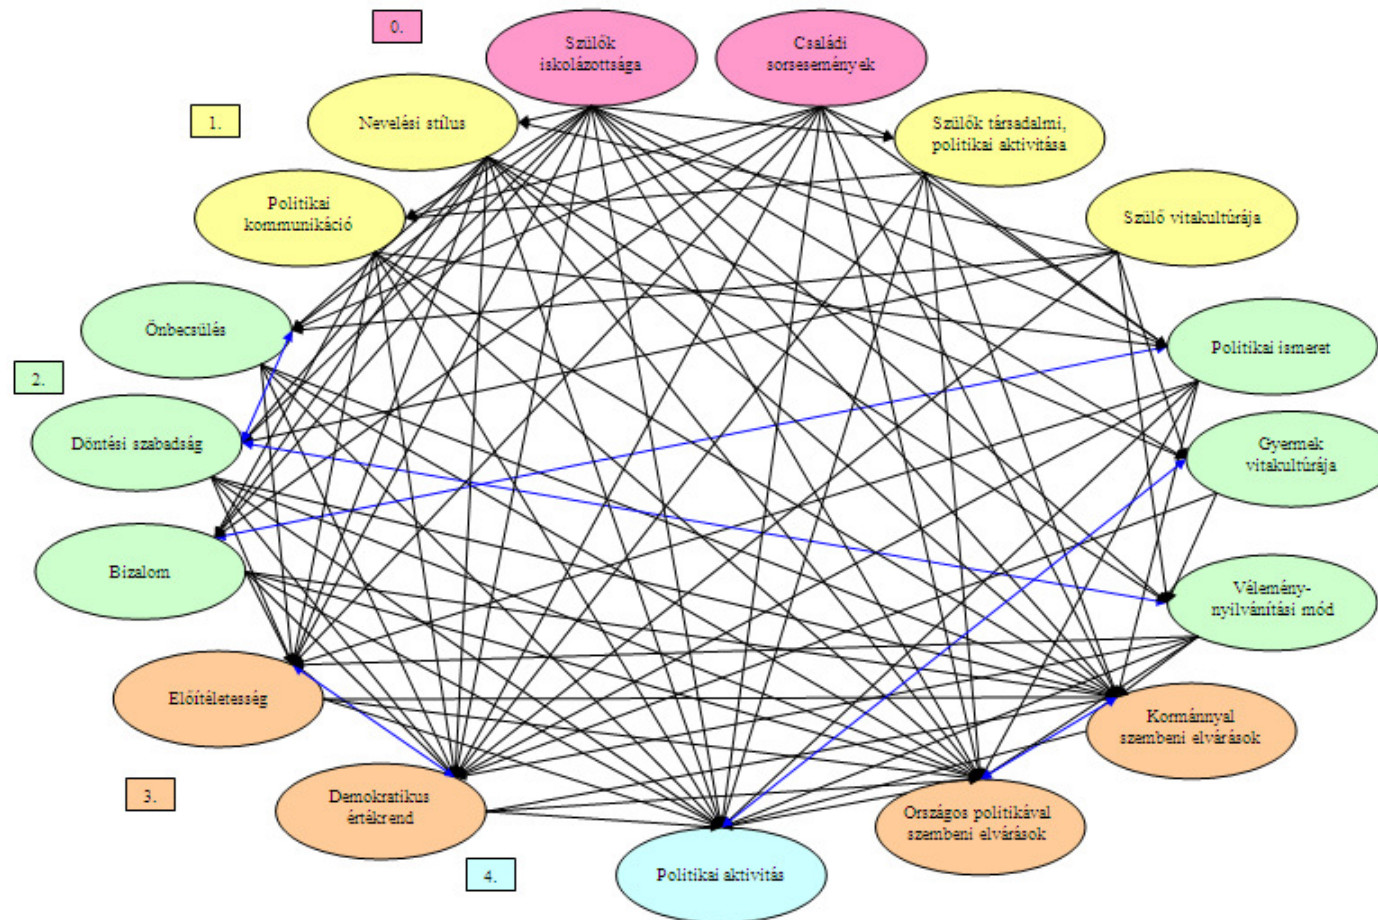 0.
Szülők
iskolázottsága
Családi
sorsesemények
1.
Nevelési stílus
Szülők társadalmi,
politikai aktivitása
Politikai
kommunikáció
Szülő vitakultúrája
Önbecsülés
Politikai ismeret
2.
Döntési szabadság
Gyermek
vitakultúrája
Bizalom
Vélemény-
nyilvánítási mód
Előítéletesség
Kormánnyal
szembeni elvárások
3.
Demokratikus
értékrend
Országos politikával
szembeni elvárások
4.
Politikai aktivitás